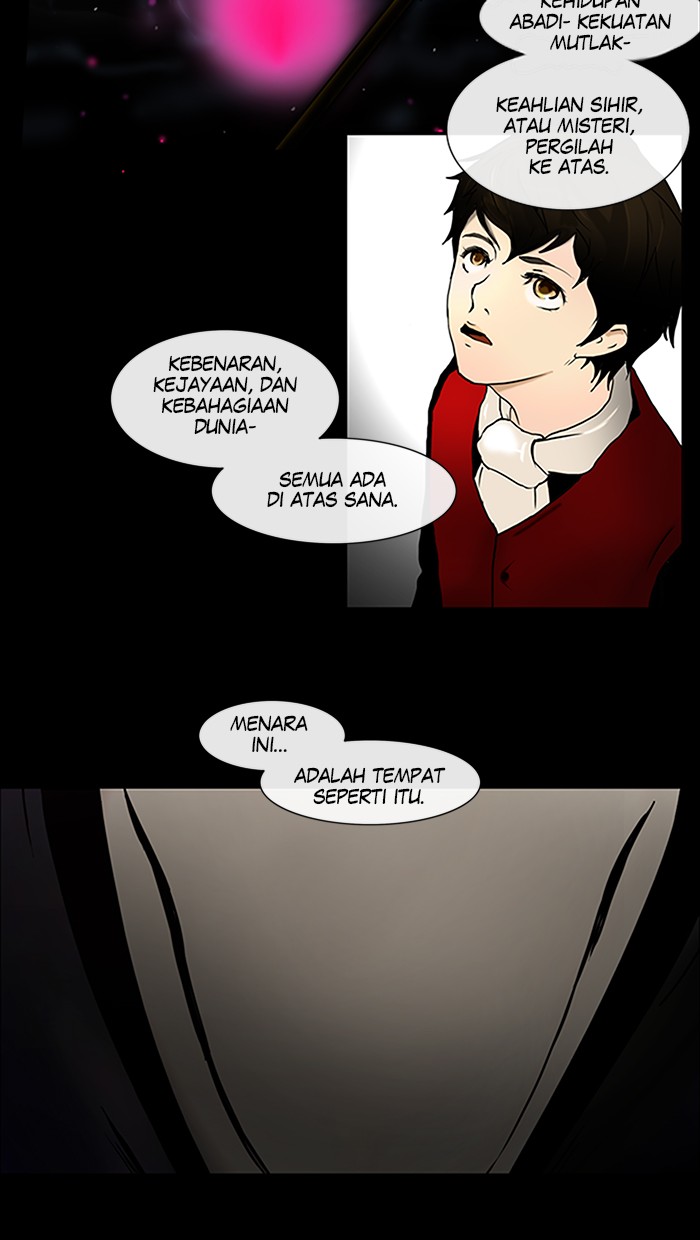 KEHIDUPAN
ABADI- KEKUATAN
MUTLAK-
KEAHLIAN SIHIR,
ATAU MISTERI,
PERGILAH
KE ATAS.
KEBENARAN,
KEJAYAAN, DAN
KEBAHAGIAAN
DUNIA-
SEMUA ADA
DI ATAS SANA.
MENARA
INI...
ADALAH TEMPAT
SEPERTI ITU.